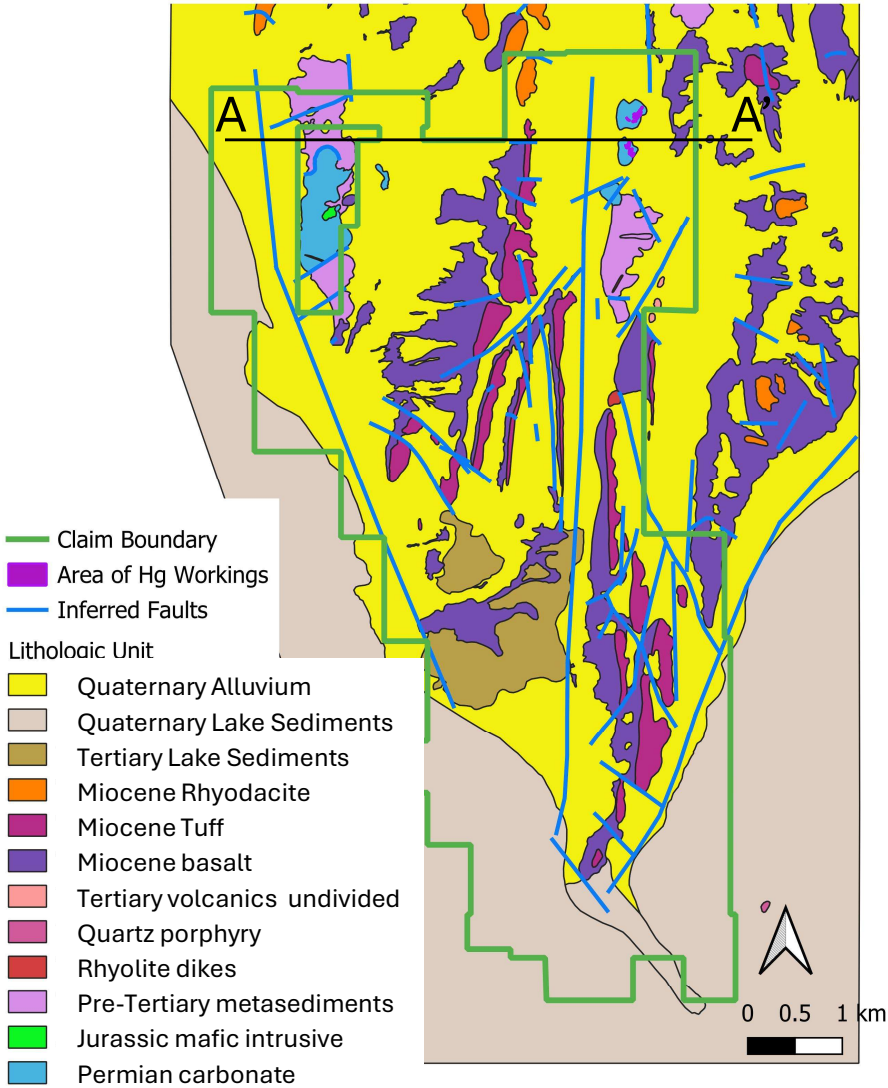 A A’
Claim Boundary
Area of Hg Workings
Inferred Faults
Lithologic Unit
Quaternary Alluvium
Quaternary Lake Sediments
Tertiary Lake Sediments
Miocene Rhyodacite
Miocene Tuff
Miocene basalt
Tertiary volcanics undivided
Quartz porphyry
Rhyolite dikes
Pre-Tertiary metasediments
Jurassic mafic intrusive
Permian carbonate
0 0.5 1 km